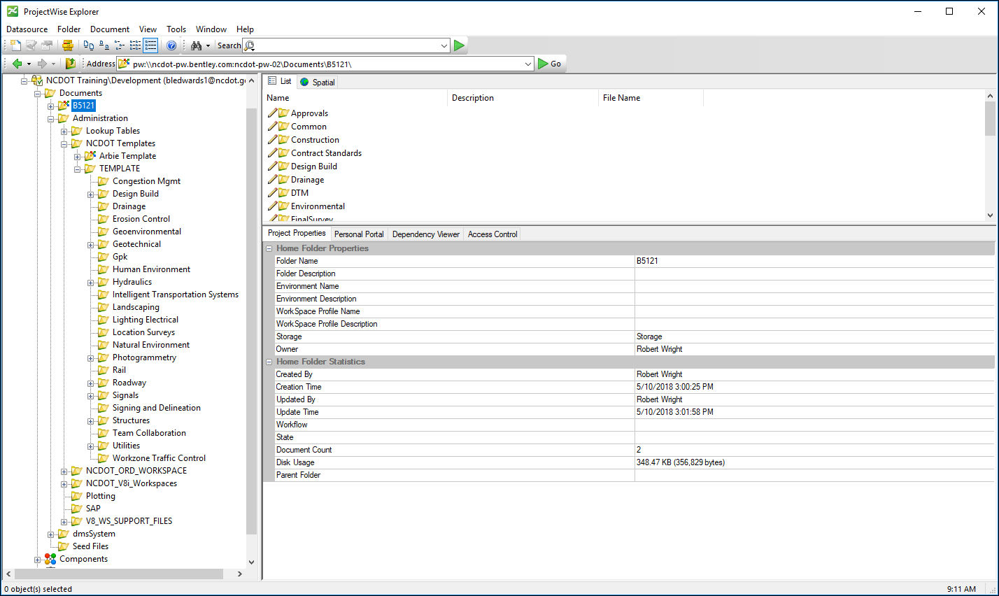 ProjectWise Explorer
Datasource Folder Document View Tools Window Help
Search
Address pw:\\ncdot-pw.bentley.com:ncdot-pw-02\Documents\B5121\ Go
NCDOT Training\Development (bledwards1@ncdot.g
Documents
B5121
Administration
Lookup Tables
NCDOT Templates
Arbie Template
TEMPLATE
Congestion Mgmt
Design Build
Drainage
Erosion Control
Geoenvironmental
Geotechnical
Gpk
Human Environment
Hydraulics
Intelligent Transportation Systems
Landscaping
Lighting Electrical
Location Surveys
Natural Environment
Photogrammetry
Rail
Roadway
Signals
Signing and Delineation
Structures
Team Collaboration
Utilities
Workzone Traffic Control
NCDOT_ORD_WORKSPACE
NCDOT_V8i_Workspaces
Plotting
SAP
V8_WS_SUPPORT_FILES
dmsSystem
Seed Files
Components
List Spatial
Name Description File Name
Approvals
Common
Construction
Contract Standards
Design Build
Drainage
DTM
Environmental
FinalSurvey
Project Properties Personal Portal Dependency Viewer Access Control
Home Folder Properties
Folder Name B5121
Folder Description
Environment Name
Environment Description
WorkSpace Profile Name
WorkSpace Profile Description
Storage Storage
Owner Robert Wright
Home Folder Statistics
Created By Robert Wright
Creation Time 5/10/2018 3:00:25 PM
Updated By Robert Wright
Update Time 5/10/2018 3:01:58 PM
Workflow
State
Document Count 2
Disk Usage 348.47 KB (356,829 bytes)
Parent Folder
0 object(s) selected 9:11 AM